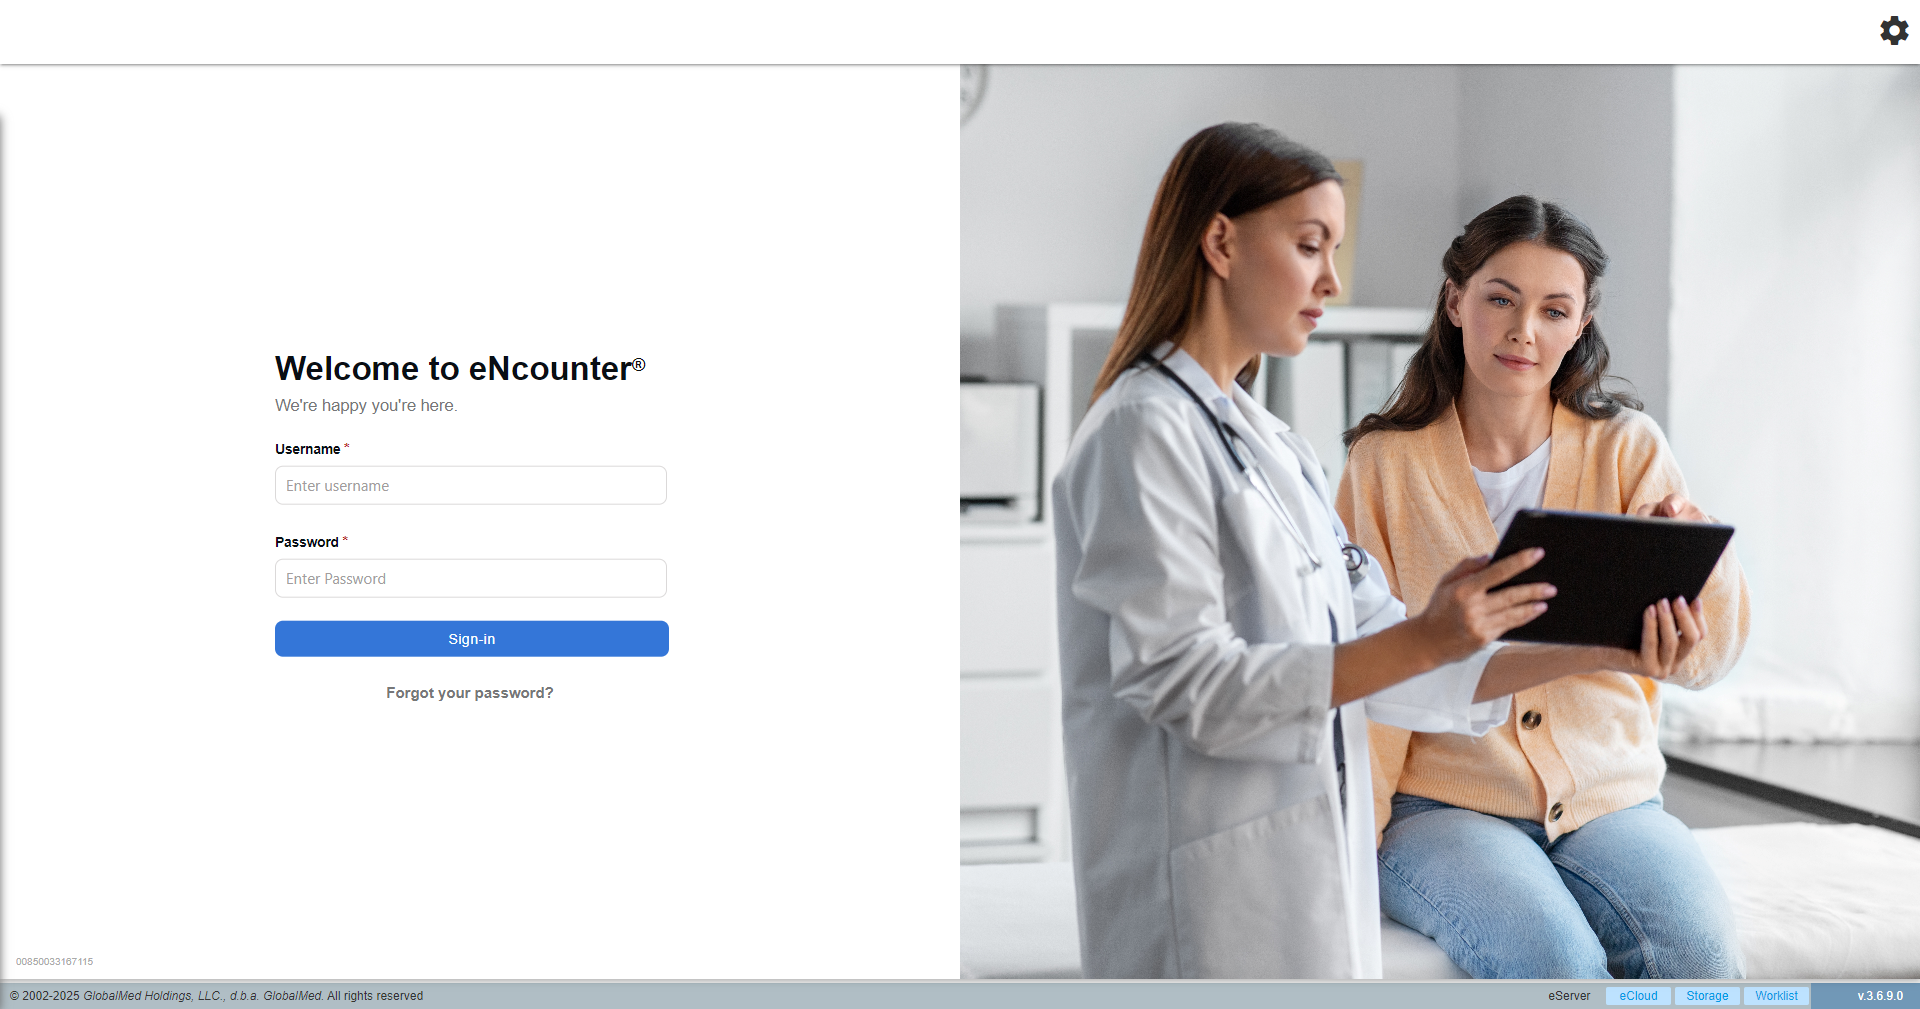 Welcome to eNcounter®
We're happy you're here.
Username *
Enter username
Password *
Enter Password
Sign-in
Forgot your password?
00850033167115
© 2002-2025 GlobalMed Holdings, LLC., d.b.a. GlobalMed. All rights reserved
eServer eCloud Storage Worklist v.3.6.9.0